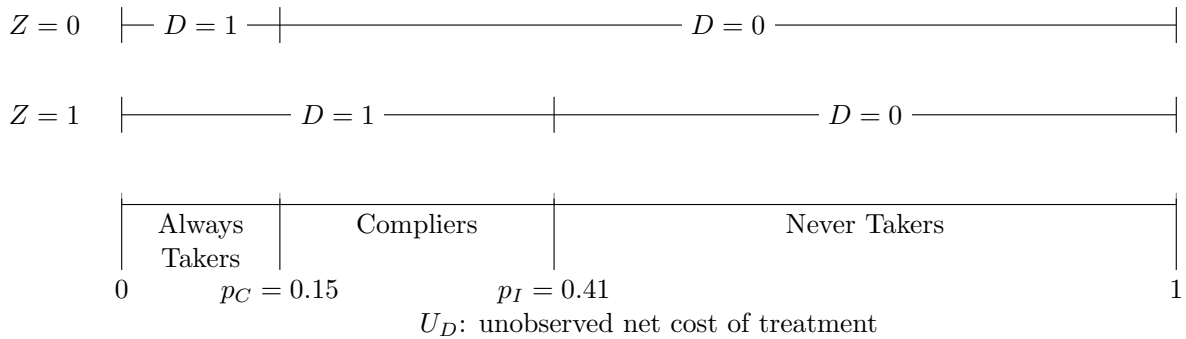 Z = 0 D = 1 D = 0
Z = 1 D = 1 D = 0
Always Takers Compliers Never Takers
0 p_C = 0.15 p_I = 0.41 1
U_D: unobserved net cost of treatment